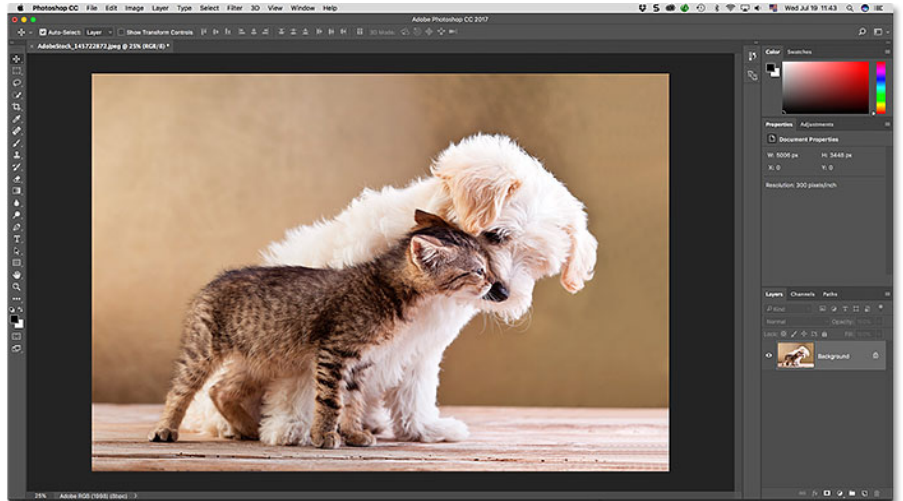 Photoshop CC File Edit Image Layer Type Select Filter 3D View Window Help Wed Jul 19 11:43
Adobe Photoshop CC 2017
Auto-Select: Layer Show Transform Controls 3D Mode:
× AdobeStock_145722872.jpeg @ 25% (RGB/8) *
Color Swatches
Properties Adjustments
Document Properties
W: 5006 px H: 3448 px
X: 0 Y: 0
Resolution: 300 pixels/inch
Layers Channels Paths
Kind
Normal Opacity:
Lock: Fill:
Background
25% Adobe RGB (1998) (8bpc)